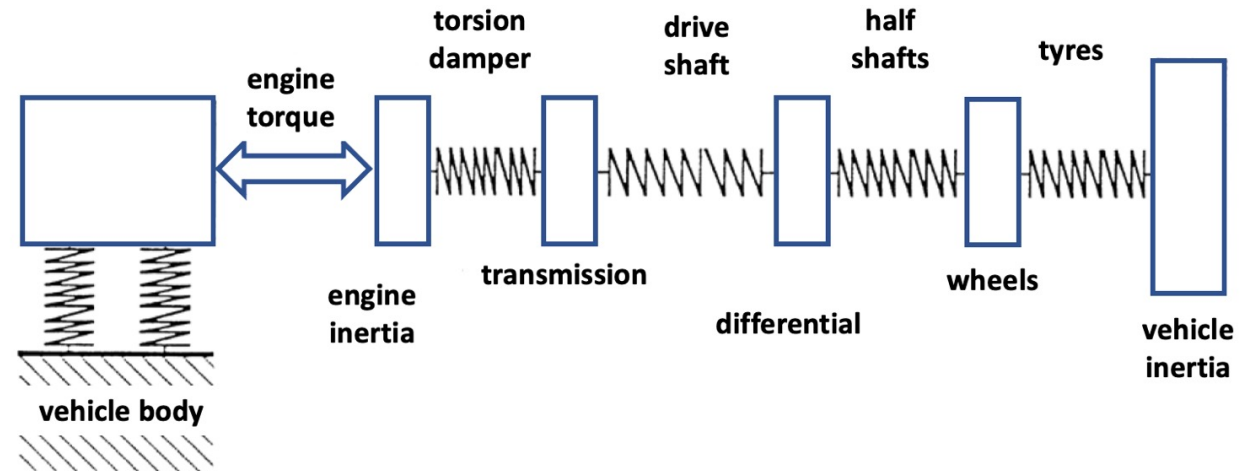 torsion
damper
drive
shaft
half
shafts
tyres
engine
torque
transmission
wheels
engine
inertia
differential
vehicle
inertia
vehicle body